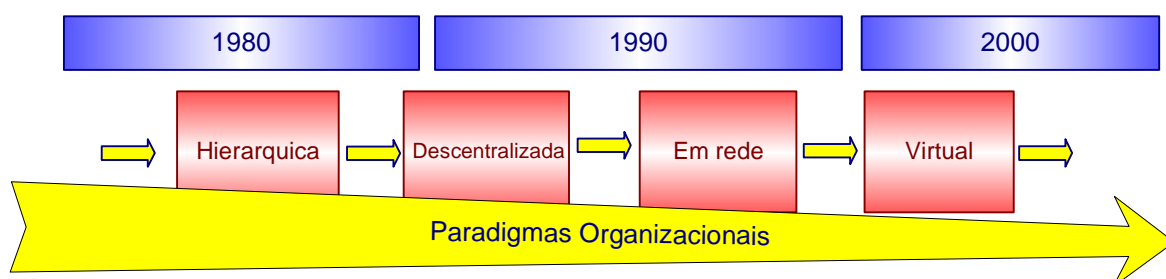 1980 1990 2000
Hierarquica Descentralizada Em rede Virtual
Paradigmas Organizacionais